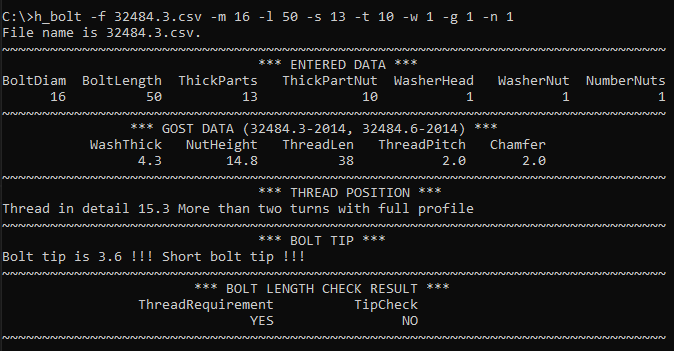 C:\>h_bolt -f 32484.3.csv -m 16 -l 50 -s 13 -t 10 -w 1 -g 1 -n 1
File name is 32484.3.csv.
~~~~~~~~~~~~~~~~~~~~~~~~~~~~~~~~~~~~~~~~~~~~~~~~~~~~~~~~~~~~~~~~~~~~~~~~~~~~~~~~~~~
*** ENTERED DATA ***
BoltDiam BoltLength ThickParts ThickPartNut WasherHead WasherNut NumberNuts
16 50 13 10 1 1 1
~~~~~~~~~~~~~~~~~~~~~~~~~~~~~~~~~~~~~~~~~~~~~~~~~~~~~~~~~~~~~~~~~~~~~~~~~~~~~~~~~~~
*** GOST DATA (32484.3-2014, 32484.6-2014) ***
WashThick NutHeight ThreadLen ThreadPitch Chamfer
4.3 14.8 38 2.0 2.0
~~~~~~~~~~~~~~~~~~~~~~~~~~~~~~~~~~~~~~~~~~~~~~~~~~~~~~~~~~~~~~~~~~~~~~~~~~~~~~~~~~~
*** THREAD POSITION ***
Thread in detail 15.3 More than two turns with full profile
~~~~~~~~~~~~~~~~~~~~~~~~~~~~~~~~~~~~~~~~~~~~~~~~~~~~~~~~~~~~~~~~~~~~~~~~~~~~~~~~~~~
*** BOLT TIP ***
Bolt tip is 3.6 !!! Short bolt tip !!!
~~~~~~~~~~~~~~~~~~~~~~~~~~~~~~~~~~~~~~~~~~~~~~~~~~~~~~~~~~~~~~~~~~~~~~~~~~~~~~~~~~~
*** BOLT LENGTH CHECK RESULT ***
ThreadRequirement TipCheck
YES NO
~~~~~~~~~~~~~~~~~~~~~~~~~~~~~~~~~~~~~~~~~~~~~~~~~~~~~~~~~~~~~~~~~~~~~~~~~~~~~~~~~~~